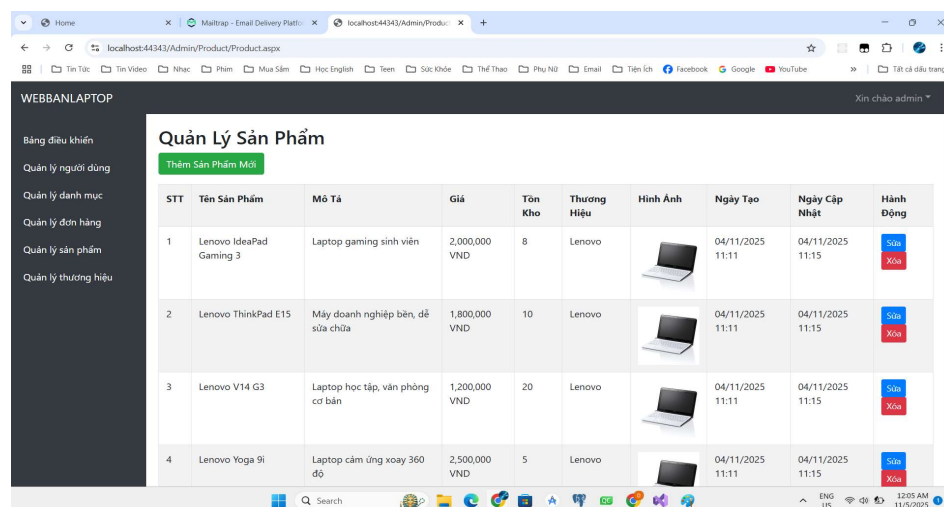 Home
Mailtrap - Email Delivery Platfor
localhost:44343/Admin/Product
localhost:44343/Admin/Product/Product.aspx
Tin Tức Tin Video Nhạc Phim Mua Sắm Học English Teen Sức Khỏe Thể Thao Phụ Nữ Email Tiện ích Facebook Google YouTube » Tất cả dấu trang
WEBBANLAPTOP
Xin chào admin
Bảng điều khiển
Quản lý người dùng
Quản lý danh mục
Quản lý đơn hàng
Quản lý sản phẩm
Quản lý thương hiệu
Quản Lý Sản Phẩm
Thêm Sản Phẩm Mới
STT Tên Sản Phẩm Mô Tả Giá Tồn Thương Hình Ảnh Ngày Tạo Ngày Cập Hành
Kho Hiệu Nhật Động
1 Lenovo IdeaPad Laptop gaming sinh viên 2,000,000 8 Lenovo 04/11/2025 04/11/2025 Sửa
Gaming 3 VND 11:11 11:15 Xóa
2 Lenovo ThinkPad E15 Máy doanh nghiệp bền, dễ 1,800,000 10 Lenovo 04/11/2025 04/11/2025 Sửa
sửa chữa VND 11:11 11:15 Xóa
3 Lenovo V14 G3 Laptop học tập, văn phòng 1,200,000 20 Lenovo 04/11/2025 04/11/2025 Sửa
cơ bản VND 11:11 11:15 Xóa
4 Lenovo Yoga 9i Laptop cảm ứng xoay 360 2,500,000 5 Lenovo 04/11/2025 04/11/2025 Sửa
độ VND 11:11 11:15 Xóa
Search
ENG 12:05 AM
US 11/5/2025